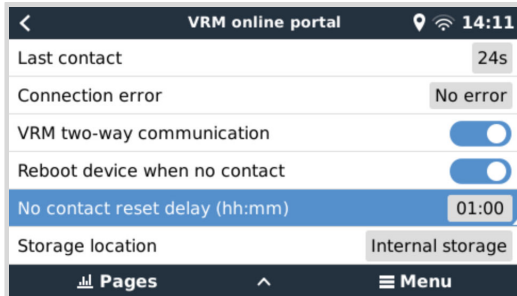 VRM online portal 14:11
Last contact 24s
Connection error No error
VRM two-way communication
Reboot device when no contact
No contact reset delay (hh:mm) 01:00
Storage location Internal storage
Pages Menu